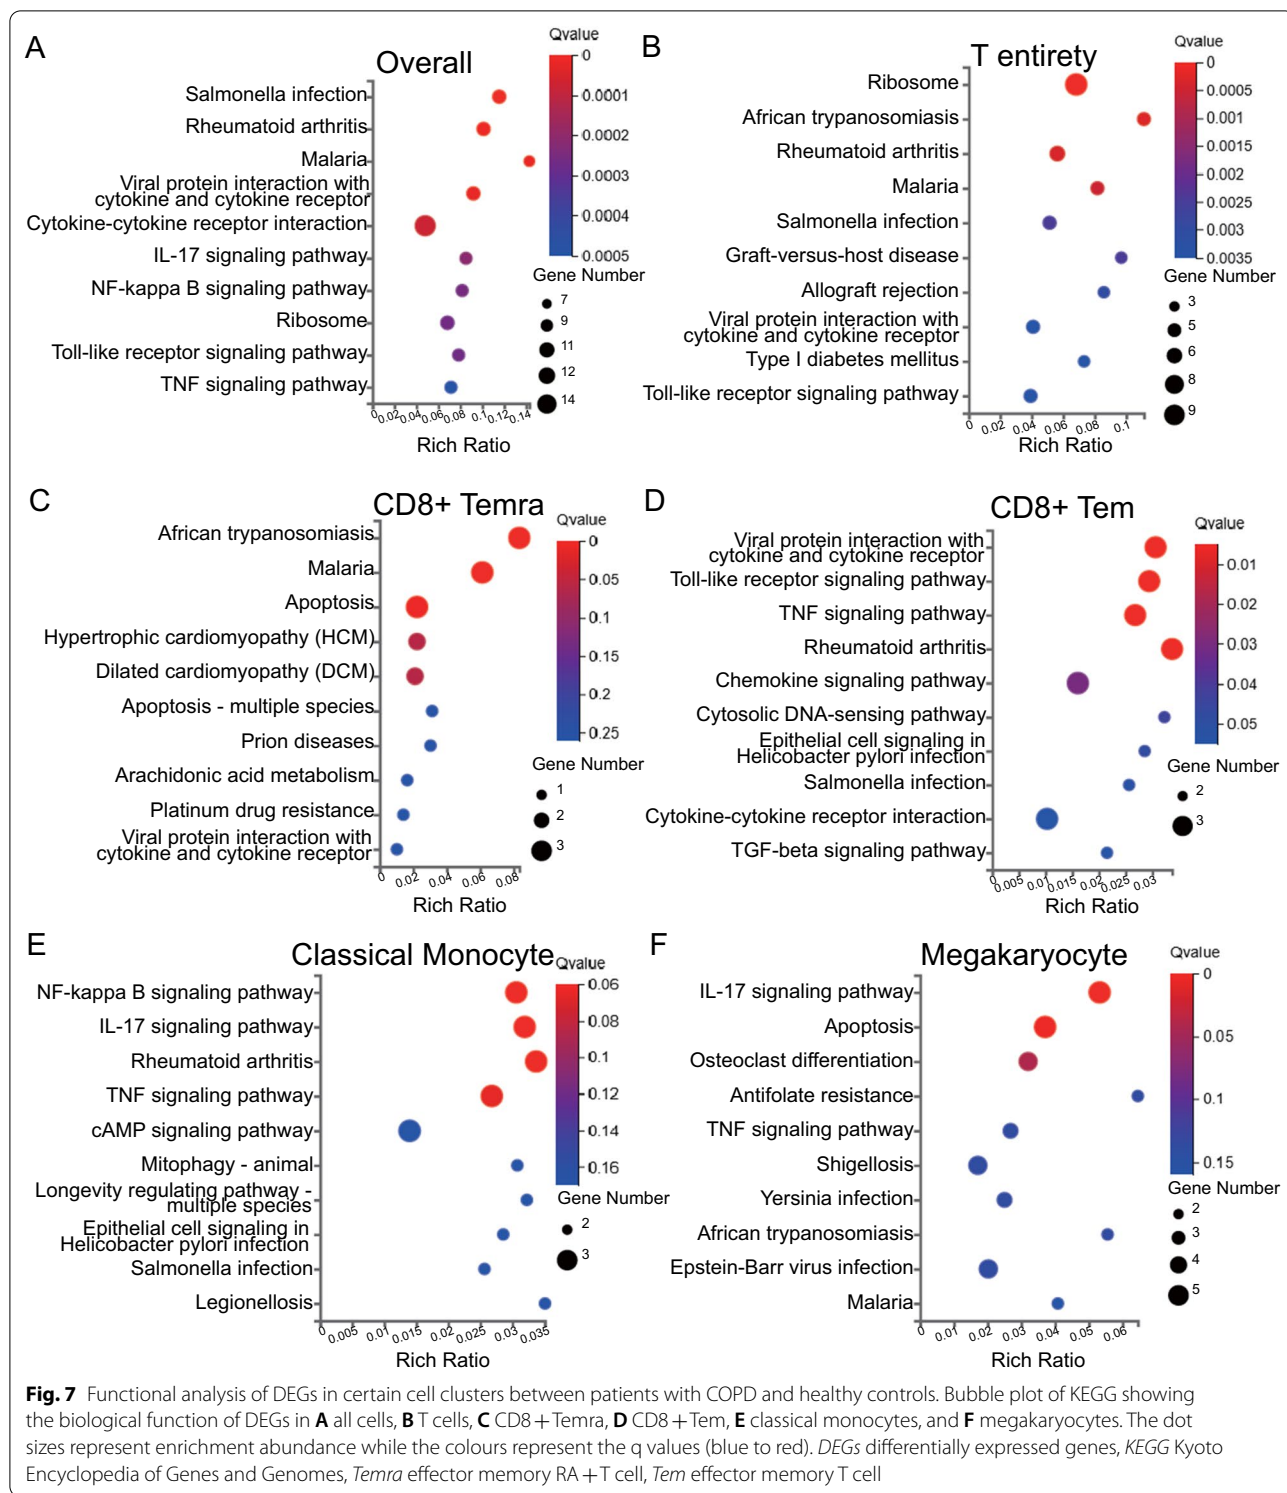 A
Overall
Qvalue
0
0.0001
0.0002
0.0003
0.0004
0.0005
Salmonella infection
Rheumatoid arthritis
Malaria
Viral protein interaction with
cytokine and cytokine receptor
Cytokine-cytokine receptor interaction
IL-17 signaling pathway
NF-kappa B signaling pathway
Ribosome
Toll-like receptor signaling pathway
TNF signaling pathway
Gene Number
7
9
11
12
14
0 0.02 0.04 0.06 0.08 0.1 0.12 0.14
Rich Ratio
B
T entirety
Qvalue
0
0.0005
0.001
0.0015
0.002
0.0025
0.003
0.0035
Ribosome
African trypanosomiasis
Rheumatoid arthritis
Malaria
Salmonella infection
Graft-versus-host disease
Allograft rejection
Viral protein interaction with
cytokine and cytokine receptor
Type I diabetes mellitus
Toll-like receptor signaling pathway
Gene Number
3
5
6
8
9
0 0.02 0.04 0.06 0.08 0.1
Rich Ratio
C
CD8+ Temra
Qvalue
0
0.05
0.1
0.15
0.2
0.25
African trypanosomiasis
Malaria
Apoptosis
Hypertrophic cardiomyopathy (HCM)
Dilated cardiomyopathy (DCM)
Apoptosis - multiple species
Prion diseases
Arachidonic acid metabolism
Platinum drug resistance
Viral protein interaction with
cytokine and cytokine receptor
Gene Number
1
2
3
0 0.02 0.04 0.06 0.08
Rich Ratio
D
CD8+ Tem
Qvalue
0.01
0.02
0.03
0.04
0.05
Viral protein interaction with
cytokine and cytokine receptor
Toll-like receptor signaling pathway
TNF signaling pathway
Rheumatoid arthritis
Chemokine signaling pathway
Cytosolic DNA-sensing pathway
Epithelial cell signaling in
Helicobacter pylori infection
Salmonella infection
Cytokine-cytokine receptor interaction
TGF-beta signaling pathway
Gene Number
2
3
0 0.005 0.01 0.015 0.02 0.025 0.03
Rich Ratio
E
Classical Monocyte
Qvalue
0.06
0.08
0.1
0.12
0.14
0.16
NF-kappa B signaling pathway
IL-17 signaling pathway
Rheumatoid arthritis
TNF signaling pathway
cAMP signaling pathway
Mitophagy - animal
Longevity regulating pathway -
multiple species
Epithelial cell signaling in
Helicobacter pylori infection
Salmonella infection
Legionellosis
Gene Number
2
3
0 0.005 0.01 0.015 0.02 0.025 0.03 0.035
Rich Ratio
F
Megakaryocyte
Qvalue
0
0.05
0.1
0.15
IL-17 signaling pathway
Apoptosis
Osteoclast differentiation
Antifolate resistance
TNF signaling pathway
Shigellosis
Yersinia infection
African trypanosomiasis
Epstein-Barr virus infection
Malaria
Gene Number
2
3
4
5
0 0.01 0.02 0.03 0.04 0.05 0.06
Rich Ratio
Fig. 7 Functional analysis of DEGs in certain cell clusters between patients with COPD and healthy controls. Bubble plot of KEGG showing
the biological function of DEGs in A all cells, B T cells, C CD8 + Temra, D CD8 + Tem, E classical monocytes, and F megakaryocytes. The dot
sizes represent enrichment abundance while the colours represent the q values (blue to red). DEGs differentially expressed genes, KEGG Kyoto
Encyclopedia of Genes and Genomes, Temra effector memory RA + T cell, Tem effector memory T cell